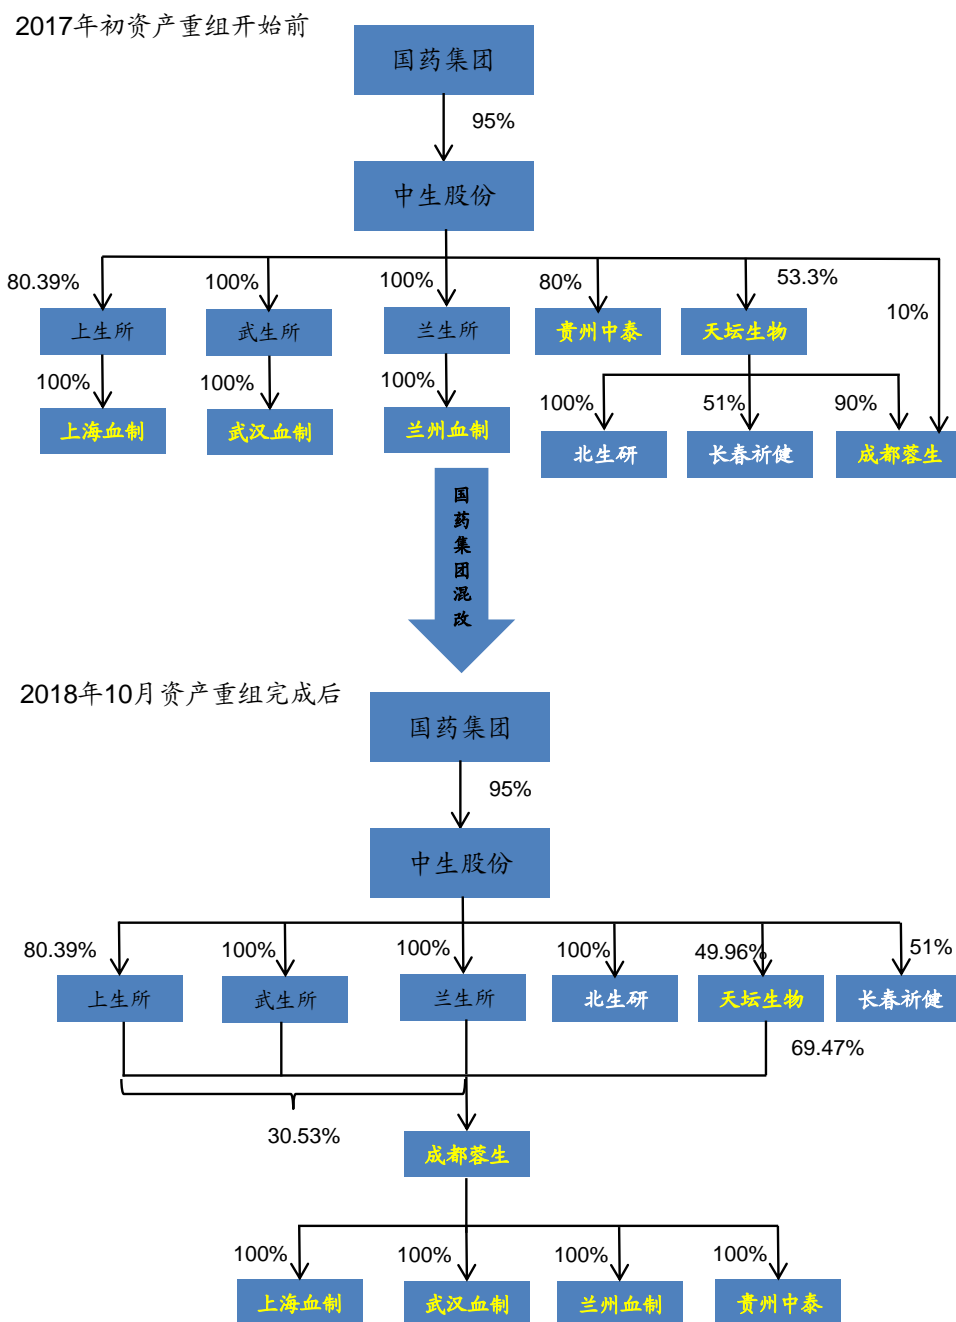 2017年初资产重组开始前
国药集团
95%
中生股份
80.39%
100%
100%
80%
53.3%
10%
上生所
武生所
兰生所
贵州中泰
天坛生物
100%
100%
100%
100%
51%
90%
上海血制
武汉血制
兰州血制
北生研
长春祈健
成都蓉生
国药集团混改
2018年10月资产重组完成后
国药集团
95%
中生股份
80.39%
100%
100%
100%
49.96%
51%
上生所
武生所
兰生所
北生研
天坛生物
长春祈健
69.47%
30.53%
成都蓉生
100%
100%
100%
100%
上海血制
武汉血制
兰州血制
贵州中泰